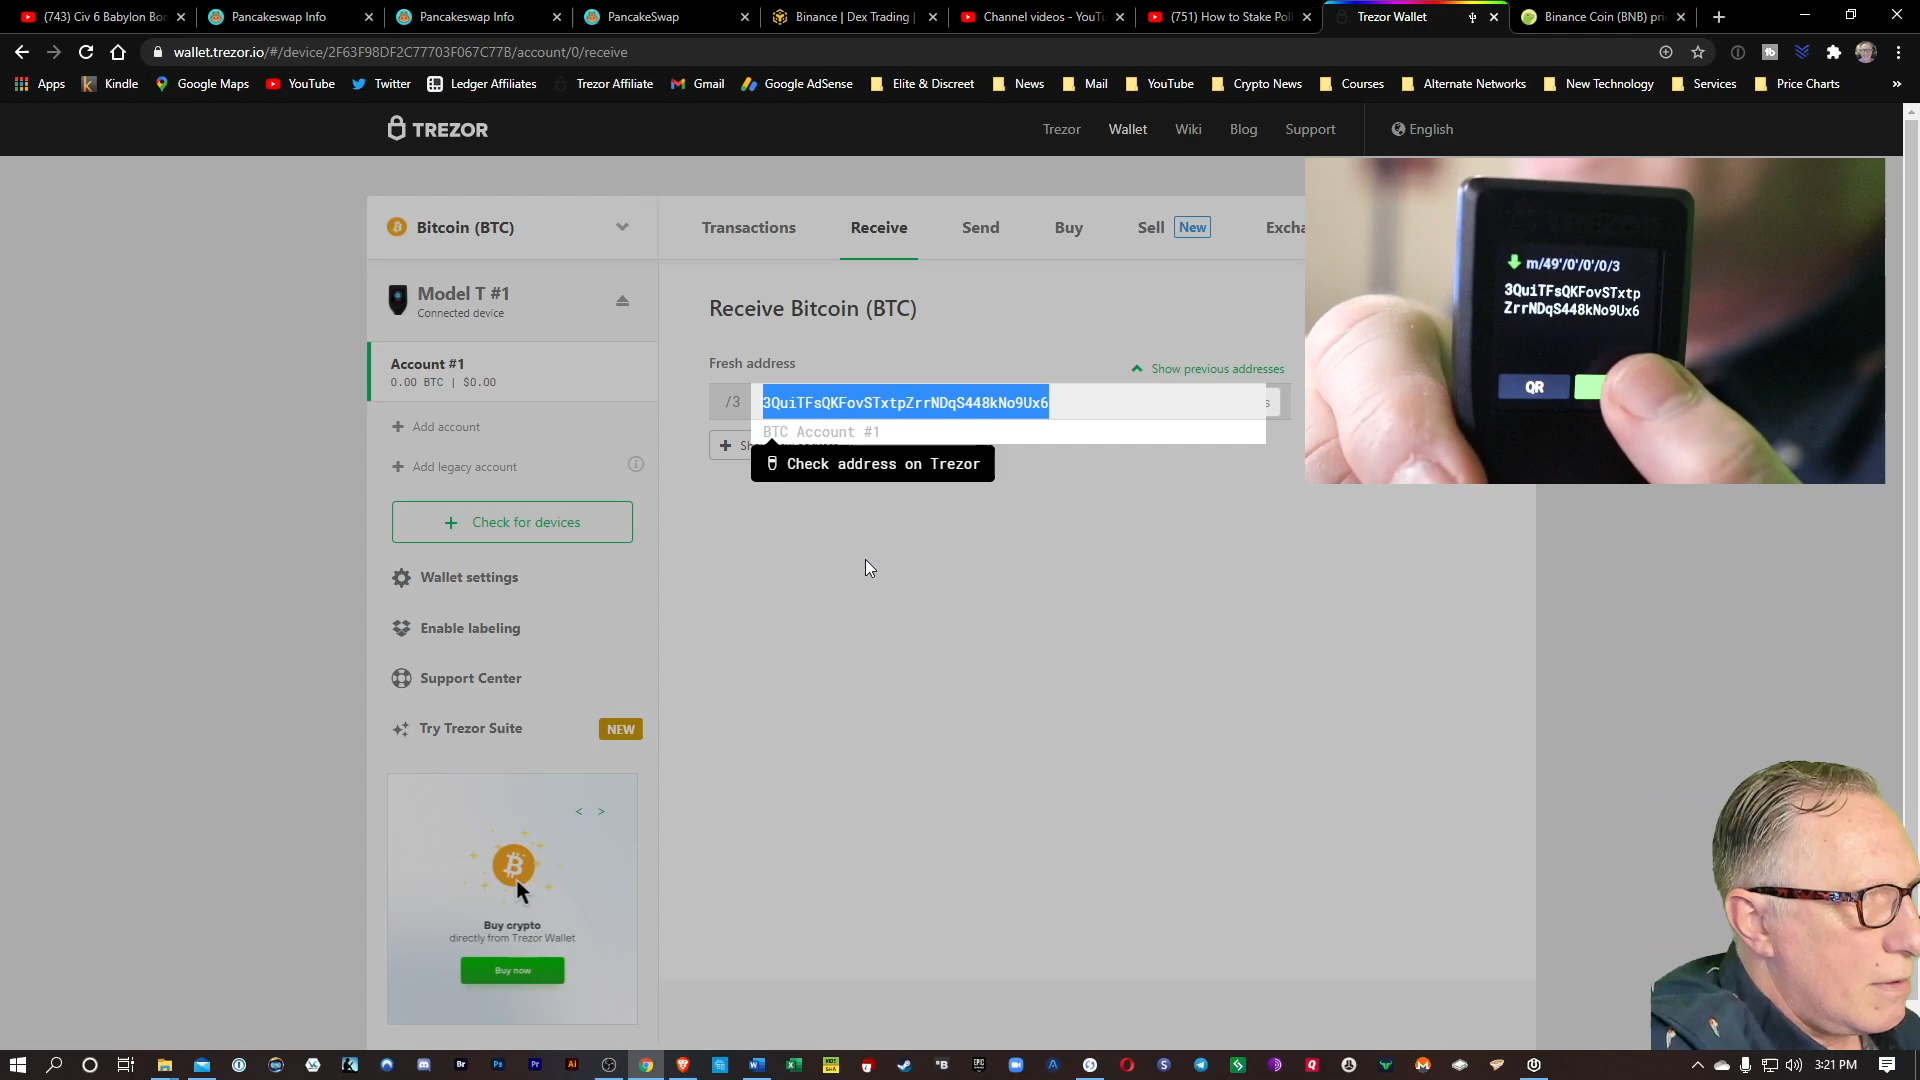 (743) Civ 6 Babylon Bor
Pancakeswap Info
Pancakeswap Info
PancakeSwap
Binance | Dex Trading |
Channel videos - YouTu
(751) How to Stake Poll
Trezor Wallet
Binance Coin (BNB) pri
wallet.trezor.io/#/device/2F63F98DF2C77703F067C77B/account/0/receive
Apps Kindle Google Maps YouTube Twitter Ledger Affiliates Trezor Affiliate Gmail Google AdSense Elite & Discreet News Mail YouTube Crypto News Courses Alternate Networks New Technology Services Price Charts »
TREZOR
Trezor Wallet Wiki Blog Support English
Bitcoin (BTC)
Transactions Receive Send Buy Sell New Excha
Model T #1
Connected device
Account #1
0.00 BTC | $0.00
Add account
Add legacy account
Check for devices
Wallet settings
Enable labeling
Support Center
Try Trezor Suite NEW
Buy crypto
directly from Trezor Wallet
Buy now
Receive Bitcoin (BTC)
Fresh address
Show previous addresses
/3 3QuiTFsQKFovSTxtpZrrNDqS448kNo9Ux6 s
BTC Account #1
Check address on Trezor
m/49'/0'/0'/0/3
3QuiTFsQKFovSTxtp
ZrrNDqS448kNo9Ux6
QR
3:21 PM